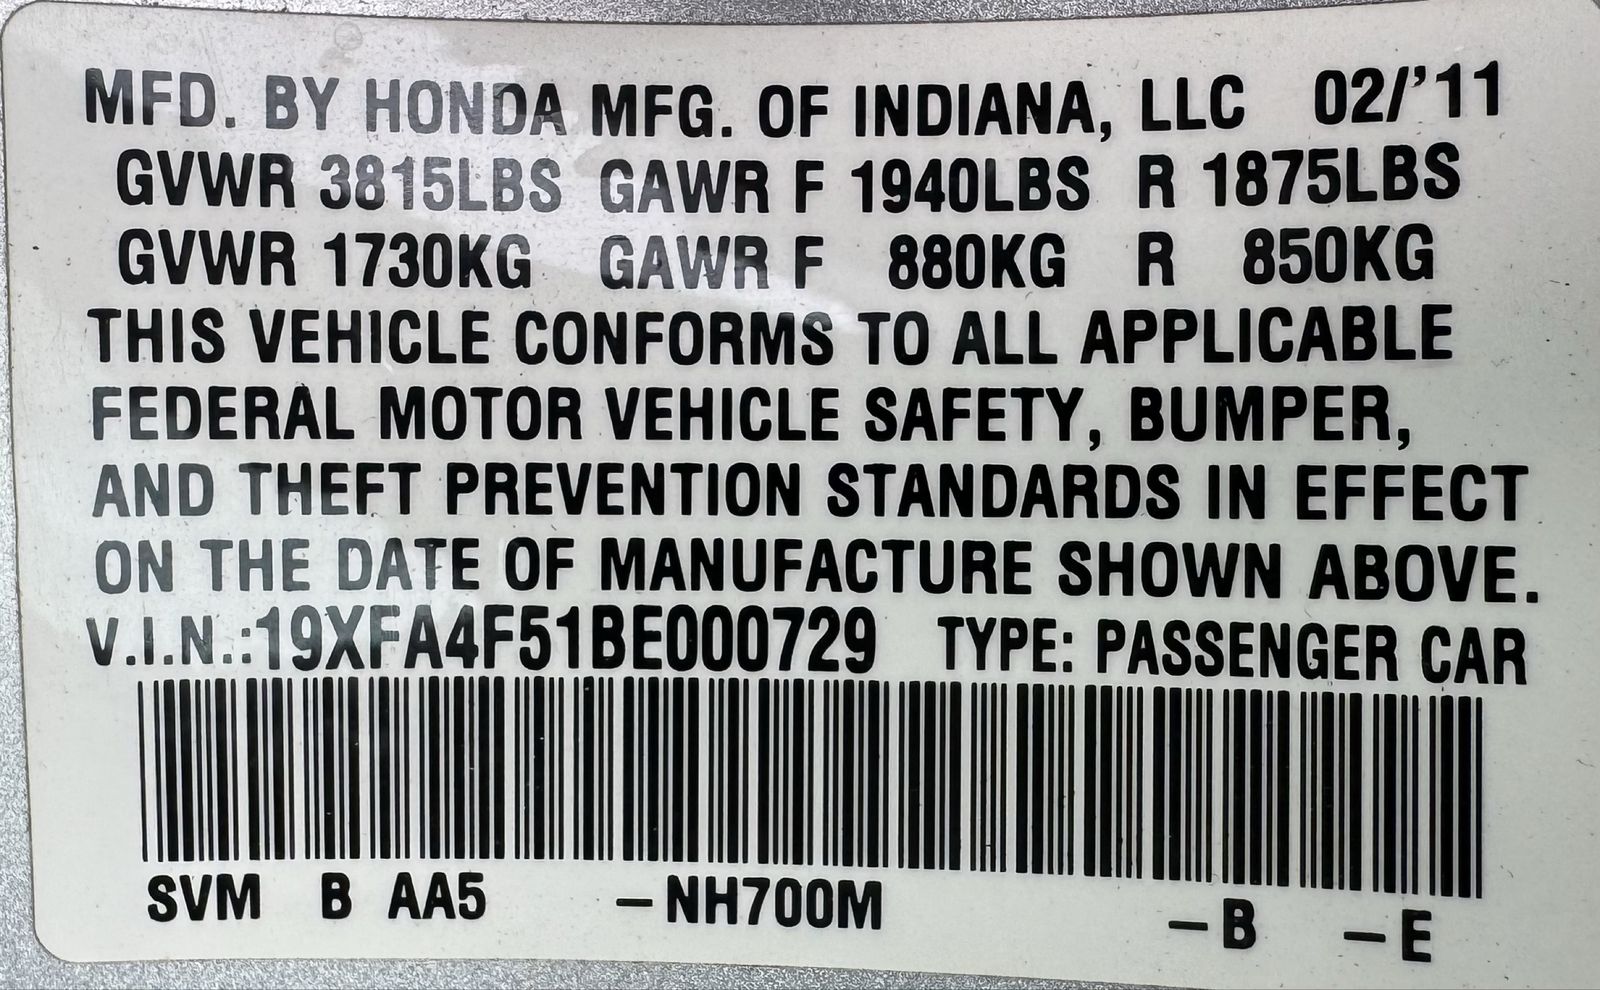 MFD. BY HONDA MFG. OF INDIANA, LLC 02/'11
GVWR 3815LBS GAWR F 1940LBS R 1875LBS
GVWR 1730KG GAWR F 880KG R 850KG
THIS VEHICLE CONFORMS TO ALL APPLICABLE
FEDERAL MOTOR VEHICLE SAFETY, BUMPER,
AND THEFT PREVENTION STANDARDS IN EFFECT
ON THE DATE OF MANUFACTURE SHOWN ABOVE.
V.I.N.:19XFA4F51BE000729 TYPE: PASSENGER CAR
SVM B AA5 –NH700M –B –E